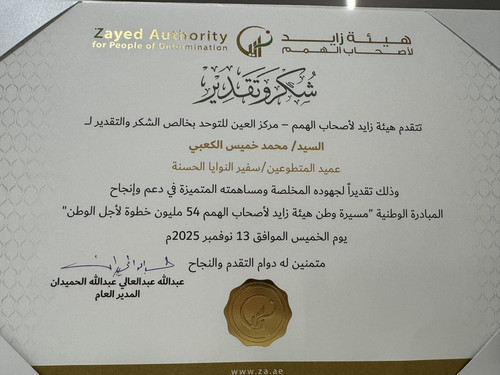 Zayed Authority
for People of Determination
هيئة زايد
لأصحاب الهمم
شكر وتقدير
تتقدم هيئة زايد لأصحاب الهمم – مركز العين للتوحد بخالص الشكر والتقدير لـ
السيد/ محمد خميس الكعبي
عميد المتطوعين/سفير النوايا الحسنة
وذلك تقديراً لجهوده المخلصة ومساهمته المتميزة في دعم وإنجاح
المبادرة الوطنية "مسيرة وطن هيئة زايد لأصحاب الهمم 54 مليون خطوة لأجل الوطن"
يوم الخميس الموافق 13 نوفمبر 2025م
متمنين له دوام التقدم والنجاح
عبدالله عبدالعالي عبدالله الحميدان
المدير العام
www.za.ae